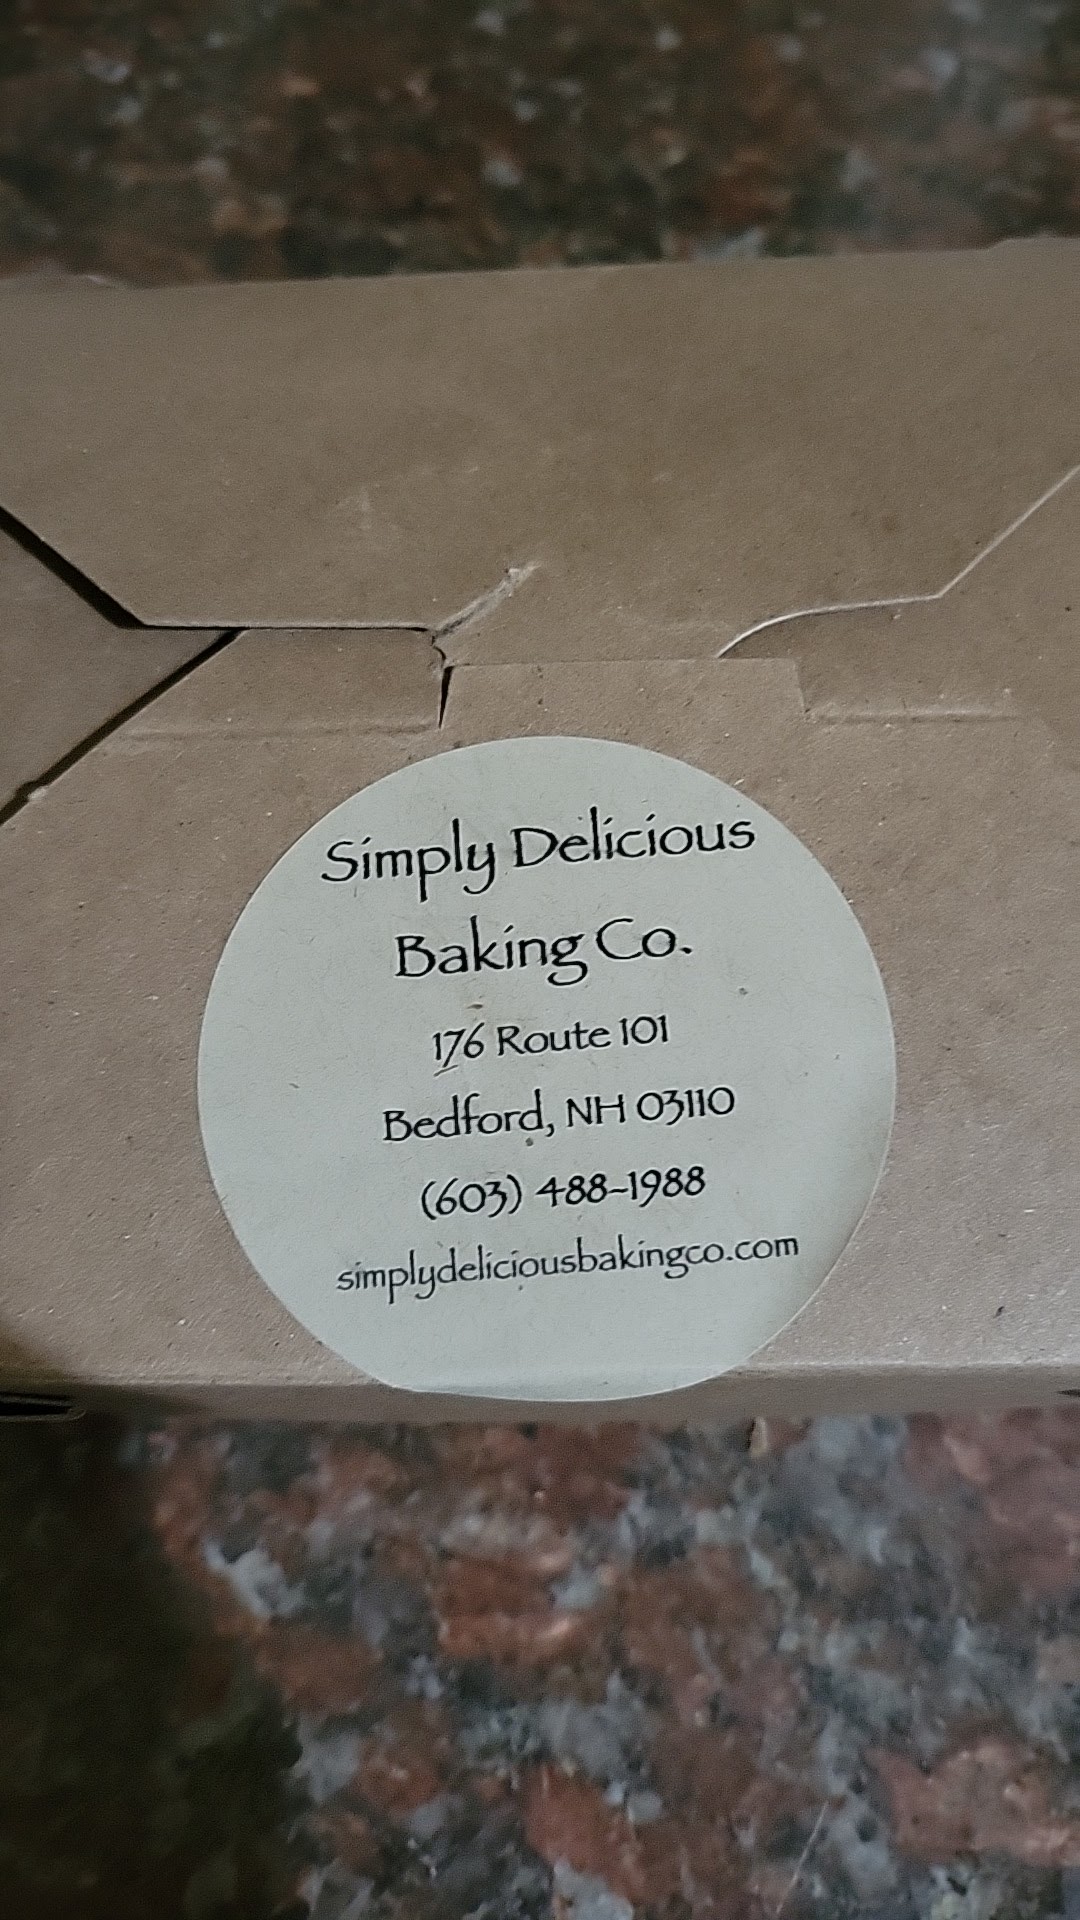 Simply Delicious
Baking Co.
176 Route 101
Bedford, NH 03110
(603) 488-1988
simplydeliciousbakingco.com